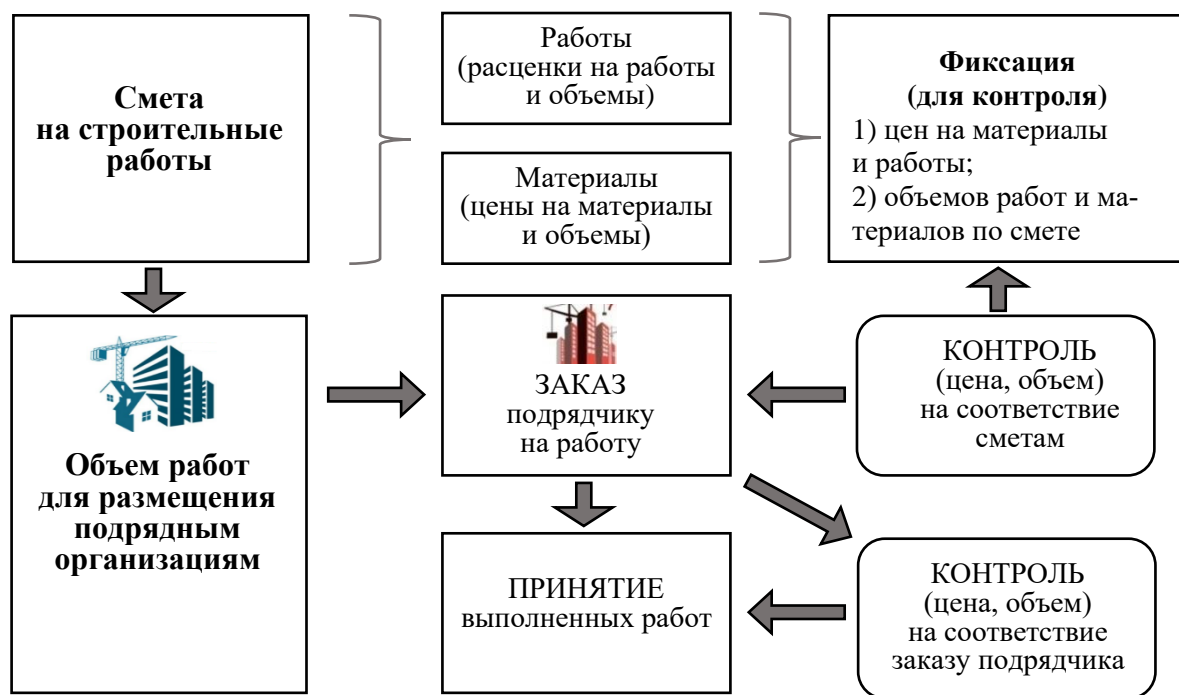 Смета
на строительные
работы
Работы
(расценки на работы
и объемы)
Материалы
(цены на материалы
и объемы)
Фиксация
(для контроля)
1) цен на материалы
и работы;
2) объемов работ и ма-
териалов по смете
Объем работ
для размещения
подрядным
организациям
ЗАКАЗ
подрядчику
на работу
КОНТРОЛЬ
(цена, объем)
на соответствие
сметам
ПРИНЯТИЕ
выполненных работ
КОНТРОЛЬ
(цена, объем)
на соответствие
заказу подрядчика